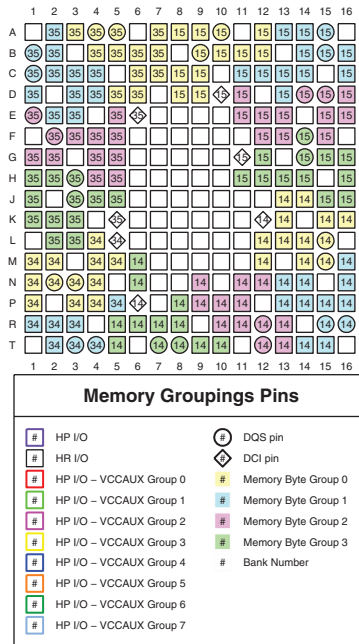 1 2 3 4 5 6 7 8 9 10 11 12 13 14 15 16
A 35 35 35 35 35 15 15 15 15 15 15 15 A
B 35 35 35 35 35 35 15 15 15 15 15 15 15 B
C 35 35 35 35 35 35 15 15 15 15 15 15 15 C
D 35 35 35 35 35 15 15 15 15 15 15 15 15 D
E 35 35 35 35 35 15 15 15 15 15 E
F 35 35 35 35 15 15 15 15 F
G 35 35 35 35 15 15 15 15 15 G
H 35 35 35 35 35 15 15 15 15 15 H
J 35 35 35 35 14 14 15 15 J
K 35 35 35 35 14 14 14 14 K
L 35 35 34 34 14 14 14 14 L
M 34 34 34 34 14 14 14 14 14 M
N 34 34 34 34 14 14 14 14 14 14 14 N
P 34 34 34 34 14 14 14 14 14 14 14 14 14 P
R 34 34 34 14 14 14 14 14 14 14 14 14 14 R
T 34 34 34 14 14 14 14 14 14 14 14 14 T
1 2 3 4 5 6 7 8 9 10 11 12 13 14 15 16
Memory Groupings Pins
# HP I/O
# HR I/O
# HP I/O – VCCAUX Group 0
# HP I/O – VCCAUX Group 1
# HP I/O – VCCAUX Group 2
# HP I/O – VCCAUX Group 3
# HP I/O – VCCAUX Group 4
# HP I/O – VCCAUX Group 5
# HP I/O – VCCAUX Group 6
# HP I/O – VCCAUX Group 7
# DQS pin
# DCI pin
# Memory Byte Group 0
# Memory Byte Group 1
# Memory Byte Group 2
# Memory Byte Group 3
# Bank Number